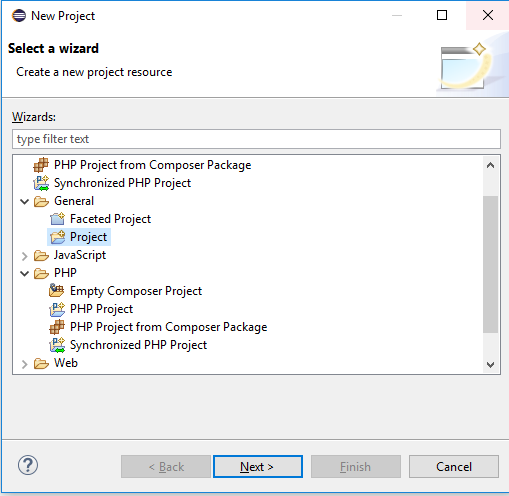 New Project
Select a wizard
Create a new project resource
Wizards:
type filter text
PHP Project from Composer Package
Synchronized PHP Project
General
Faceted Project
Project
JavaScript
PHP
Empty Composer Project
PHP Project
PHP Project from Composer Package
Synchronized PHP Project
Web
? < Back Next > Finish Cancel